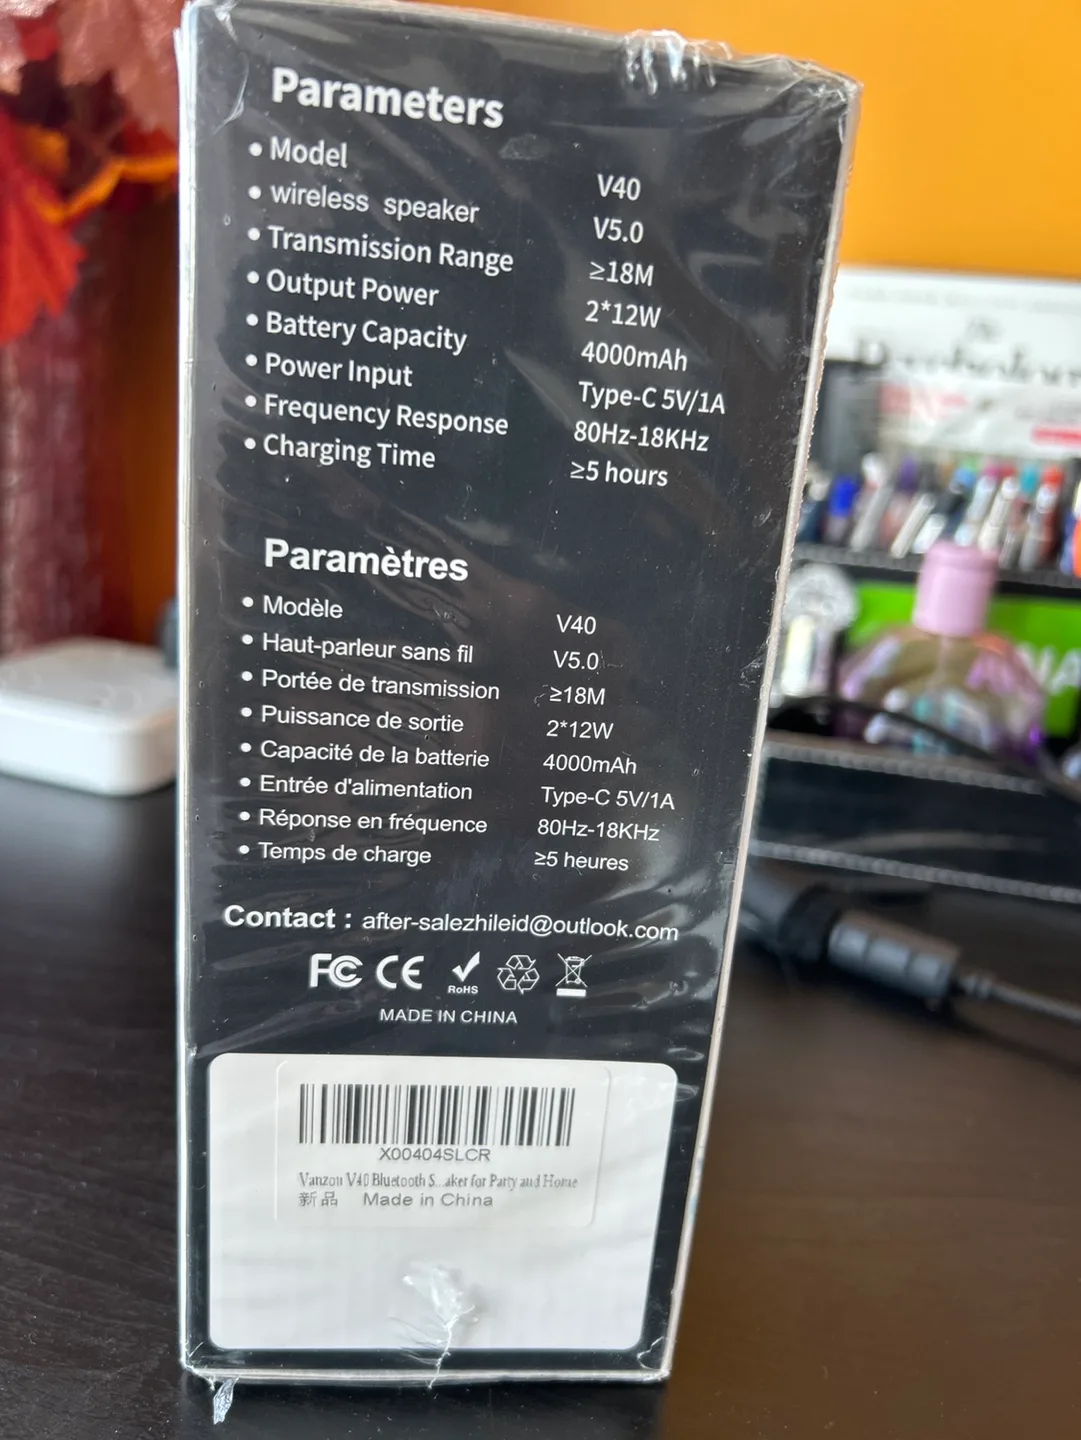 Parameters
• Model V40
• wireless speaker V5.0
• Transmission Range ≥18M
• Output Power 2*12W
• Battery Capacity 4000mAh
• Power Input Type-C 5V/1A
• Frequency Response 80Hz-18KHz
• Charging Time ≥5 hours
Paramètres
• Modèle V40
• Haut-parleur sans fil V5.0
• Portée de transmission ≥18M
• Puissance de sortie 2*12W
• Capacité de la batterie 4000mAh
• Entrée d'alimentation Type-C 5V/1A
• Réponse en fréquence 80Hz-18KHz
• Temps de charge ≥5 heures
Contact : after-salezhileid@outlook.com
FC CE RoHS
MADE IN CHINA
X00404SLCR
Vanzon V40 Bluetooth S...aker for Party and Home
新品 Made in China